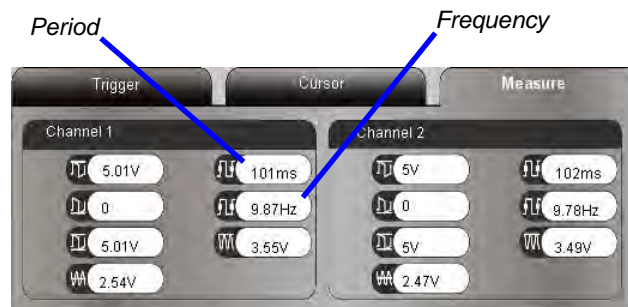 Period
Frequency
Trigger
Cursor
Measure
Channel 1
5.01V
101ms
0
9.87Hz
5.01V
3.55V
2.54V
Channel 2
5V
102ms
0
9.78Hz
5V
3.49V
2.47V